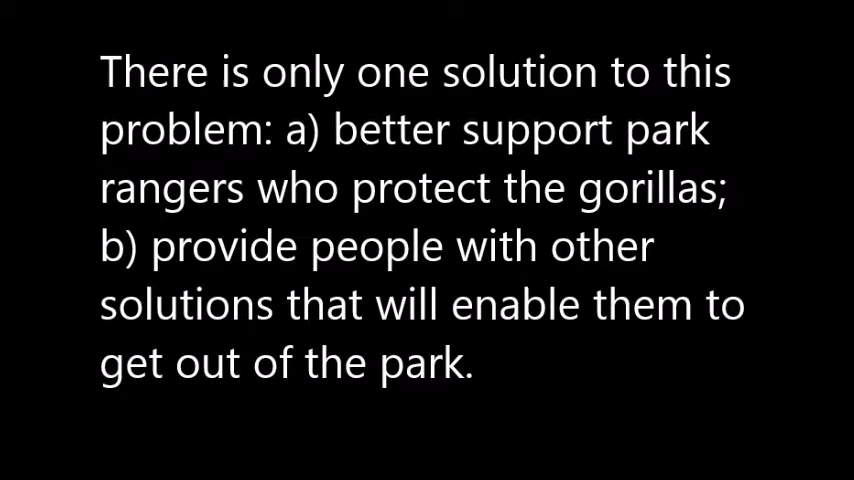 There is only one solution to this
problem: a) better support park
rangers who protect the gorillas;
b) provide people with other
solutions that will enable them to
get out of the park.